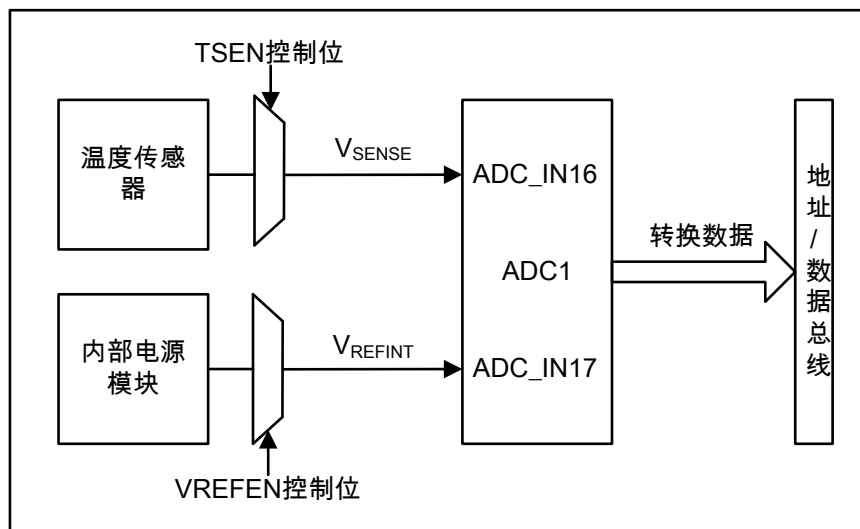 TSEN控制位
温度传感
器
VSENSE
ADC_IN16
ADC1
转换数据
地址/数据总线
内部电源
模块
VREFINT
ADC_IN17
VREFEN控制位